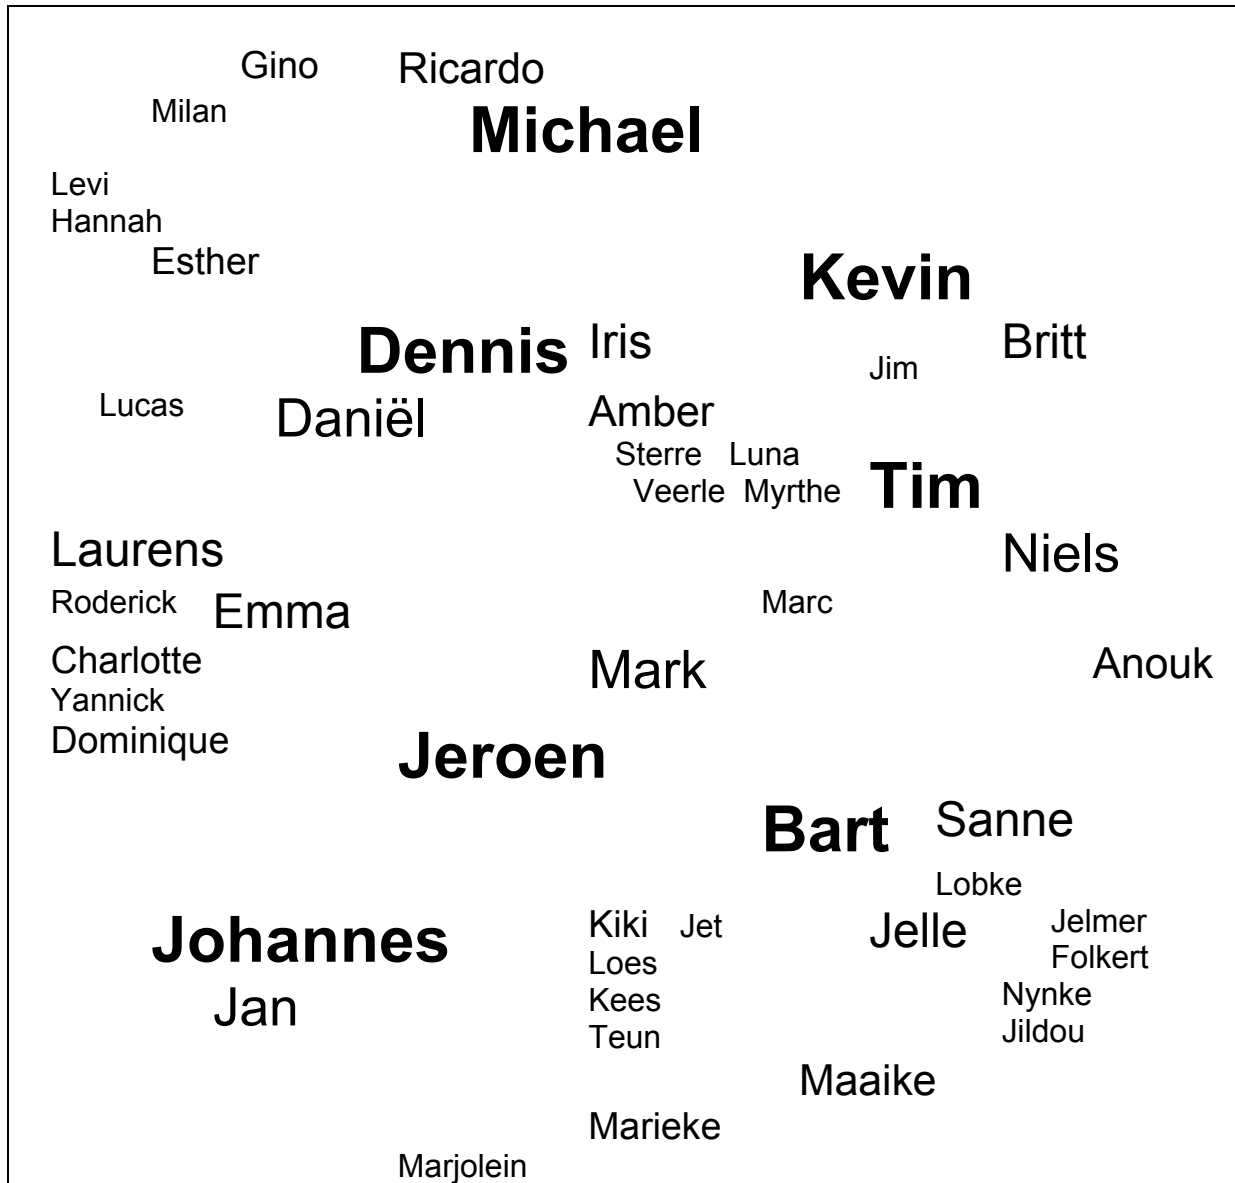 Gino Ricardo
Milan Michael
Levi
Hannah
Esther Kevin
Dennis Iris Britt
Jim
Lucas Daniël Amber
Sterre Luna
Veerle Myrthe Tim
Laurens Niels
Roderick Emma Marc
Charlotte Mark Anouk
Yannick
Dominique Jeroen
Bart Sanne
Lobke
Johannes Kiki Jet Jelle Jelmer
Loes Folkert
Jan Kees Nynke
Teun Jildou
Maaike
Marieke
Marjolein